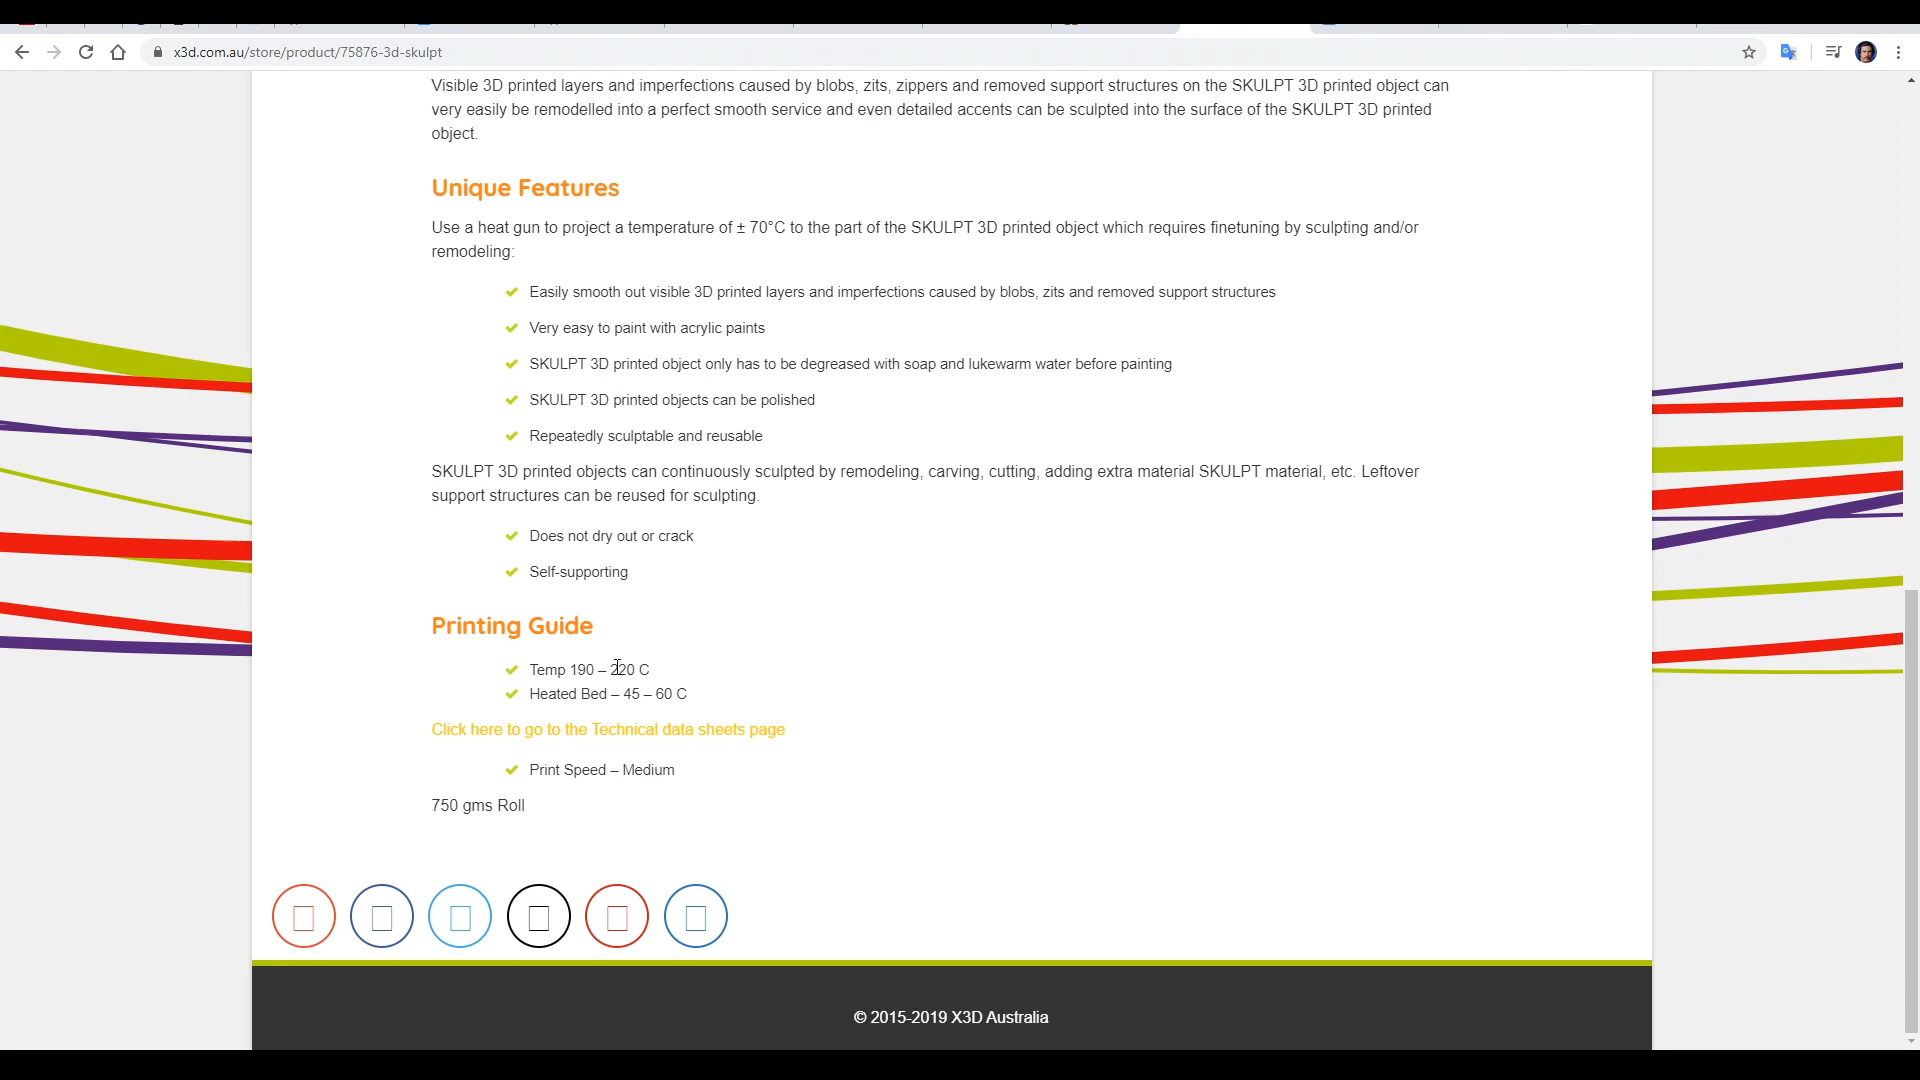 x3d.com.au/store/product/75876-3d-skulpt
Visible 3D printed layers and imperfections caused by blobs, zits, zippers and removed support structures on the SKULPT 3D printed object can
very easily be remodelled into a perfect smooth service and even detailed accents can be sculpted into the surface of the SKULPT 3D printed
object.
Unique Features
Use a heat gun to project a temperature of ± 70°C to the part of the SKULPT 3D printed object which requires finetuning by sculpting and/or
remodeling:
Easily smooth out visible 3D printed layers and imperfections caused by blobs, zits and removed support structures
Very easy to paint with acrylic paints
SKULPT 3D printed object only has to be degreased with soap and lukewarm water before painting
SKULPT 3D printed objects can be polished
Repeatedly sculptable and reusable
SKULPT 3D printed objects can continuously sculpted by remodeling, carving, cutting, adding extra material SKULPT material, etc. Leftover
support structures can be reused for sculpting.
Does not dry out or crack
Self-supporting
Printing Guide
Temp 190 – 220 C
Heated Bed – 45 – 60 C
Click here to go to the Technical data sheets page
Print Speed – Medium
750 gms Roll
© 2015-2019 X3D Australia